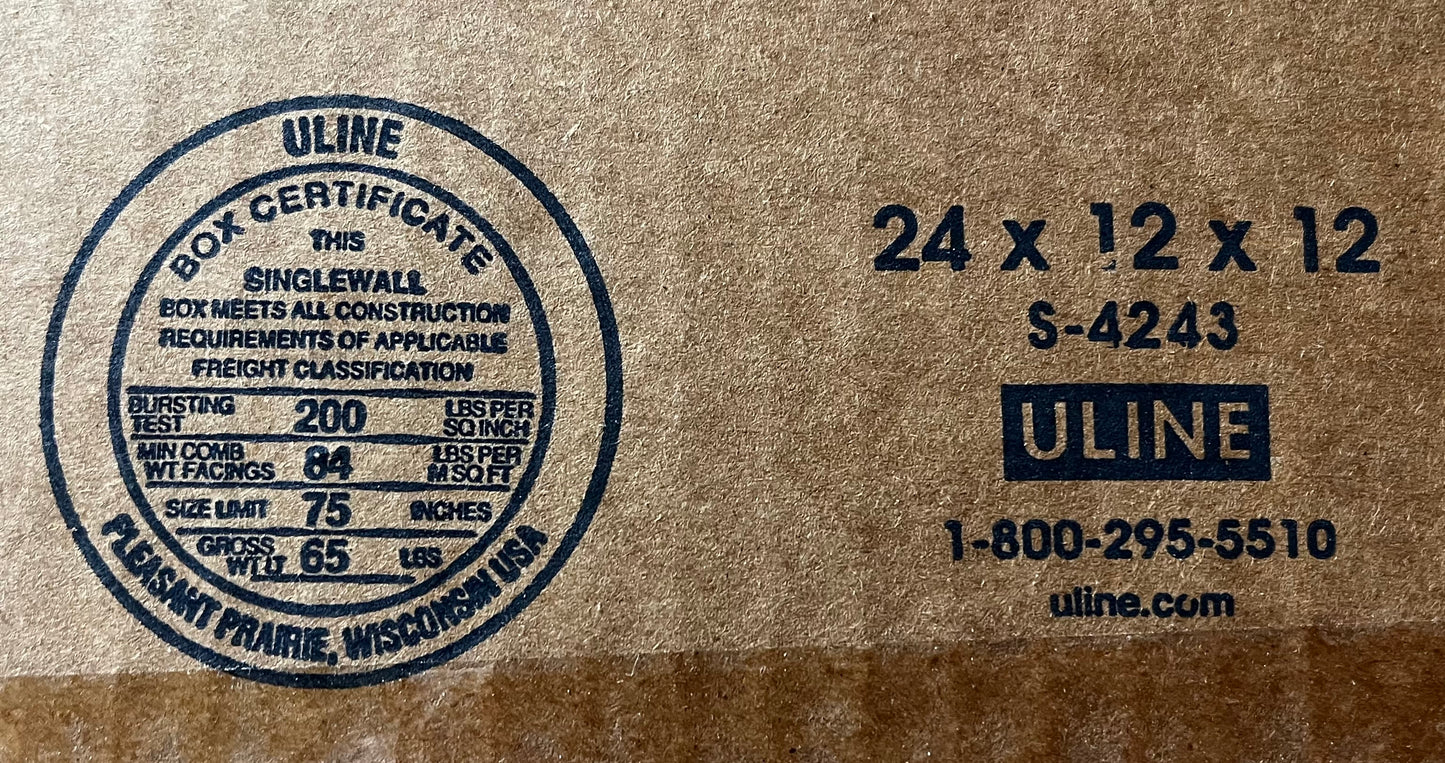 ULINE
BOX CERTIFICATE
THIS
SINGLEWALL
BOX MEETS ALL CONSTRUCTION
REQUIREMENTS OF APPLICABLE
FREIGHT CLASSIFICATION
BURSTING TEST 200 LBS PER SQ INCH
MIN COMB WT FACINGS 84 LBS PER M SQ FT
SIZE LIMIT 75 INCHES
GROSS WT LT 65 LBS
PLEASANT PRAIRIE, WISCONSIN USA
24 x 12 x 12
S-4243
ULINE
1-800-295-5510
uline.com